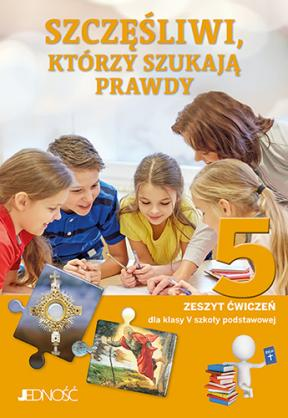 SZCZĘŚLIWI,
KTÓRZY SZUKAJĄ
PRAWDY
5
ZESZYT ĆWICZEŃ
dla klasy V szkoły podstawowej
JEDNOŚĆ